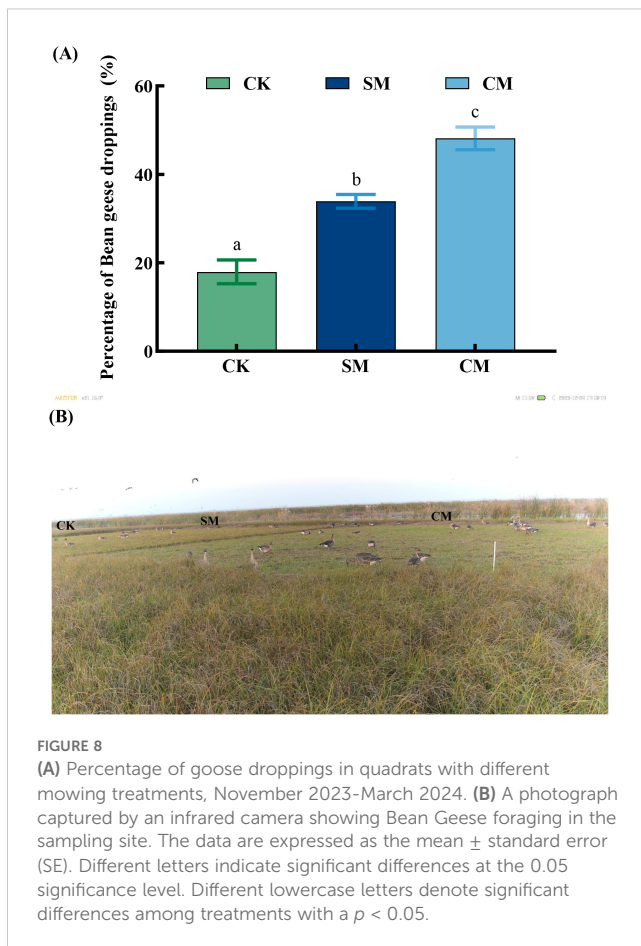 (A)
Percentage of Bean geese droppings (%)
60
40
20
0
CK SM CM
a
b
c
CK SM CM
(B)
CK SM CM
FIGURE 8
(A) Percentage of goose droppings in quadrats with different
mowing treatments, November 2023-March 2024. (B) A photograph
captured by an infrared camera showing Bean Geese foraging in the
sampling site. The data are expressed as the mean ± standard error
(SE). Different letters indicate significant differences at the 0.05
significance level. Different lowercase letters denote significant
differences among treatments with a p < 0.05.